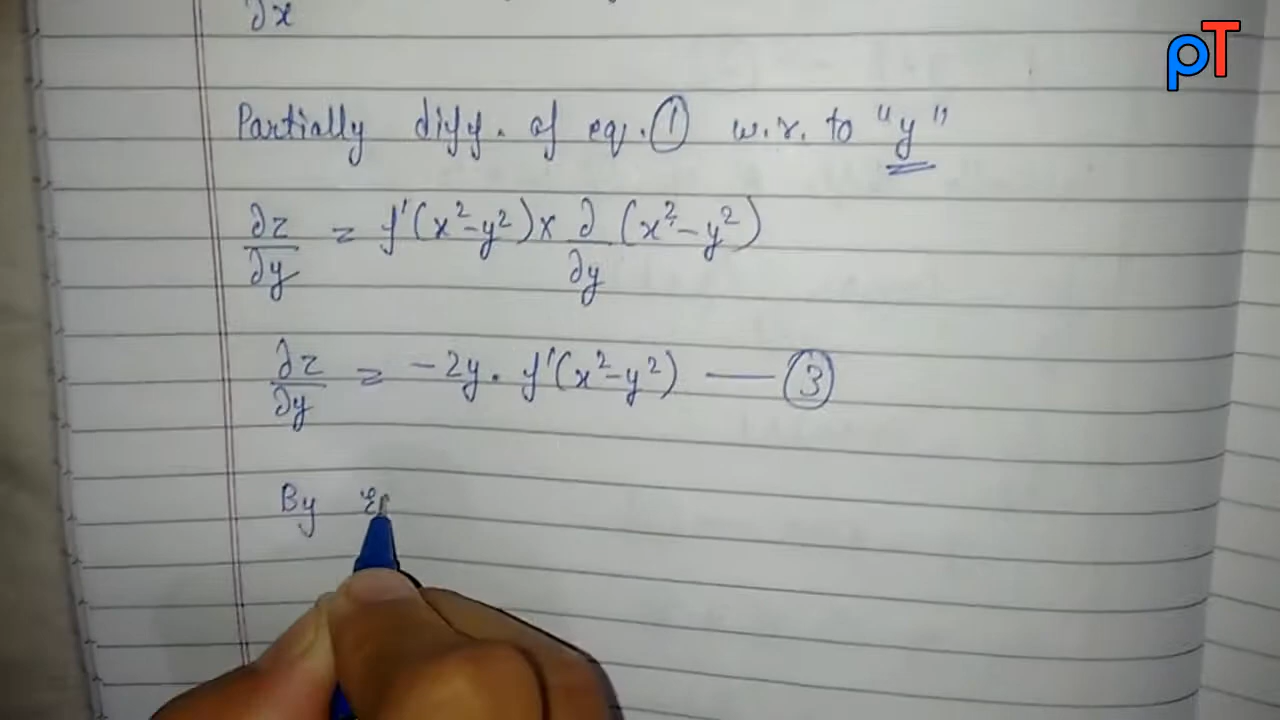 ∂x
pT
Partially diff. of eq. ① w.r. to "y"
∂z/∂y = f'(x²-y²) × ∂/∂y (x²-y²)
∂z/∂y = -2y. f'(x²-y²) — ③
By